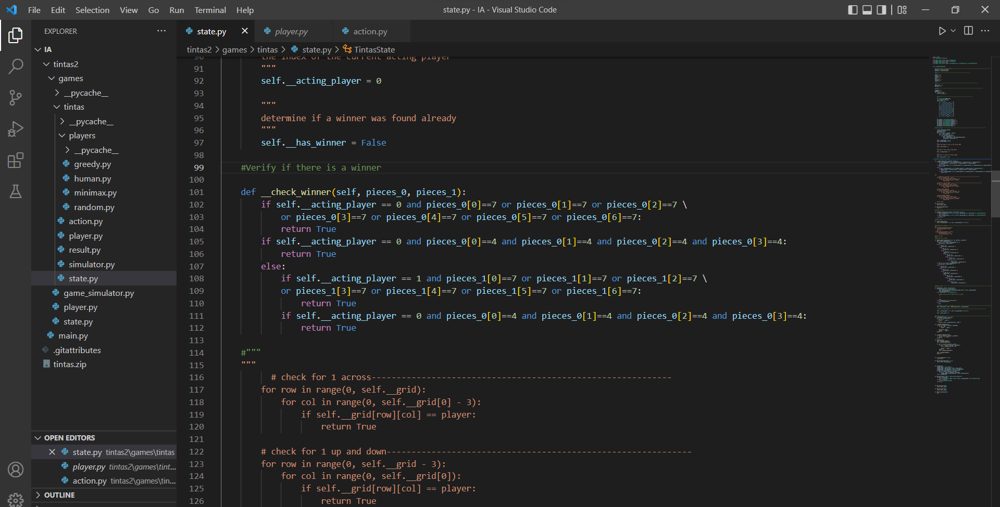 File Edit Selection View Go Run Terminal Help
state.py - IA - Visual Studio Code
EXPLORER
IA
tintas2
games
__pycache__
tintas
__pycache__
players
__pycache__
greedy.py
human.py
minimax.py
random.py
action.py
player.py
result.py
simulator.py
state.py
game_simulator.py
player.py
state.py
main.py
.gitattributes
tintas.zip
OPEN EDITORS
state.py tintas2\games\tintas
player.py tintas2\games\tint...
action.py tintas2\games\tin...
OUTLINE
state.py player.py action.py
tintas2 > games > tintas > state.py > TintasState
90 the index of the current acting player
91 """
92 self.__acting_player = 0
93
94 """
95 determine if a winner was found already
96 """
97 self.__has_winner = False
98
99 #Verify if there is a winner
100
101 def __check_winner(self, pieces_0, pieces_1):
102 if self.__acting_player == 0 and pieces_0[0]==7 or pieces_0[1]==7 or pieces_0[2]==7 \
103 or pieces_0[3]==7 or pieces_0[4]==7 or pieces_0[5]==7 or pieces_0[6]==7:
104 return True
105 if self.__acting_player == 0 and pieces_0[0]==4 and pieces_0[1]==4 and pieces_0[2]==4 and pieces_0[3]==4:
106 return True
107 else:
108 if self.__acting_player == 1 and pieces_1[0]==7 or pieces_1[1]==7 or pieces_1[2]==7 \
109 or pieces_1[3]==7 or pieces_1[4]==7 or pieces_1[5]==7 or pieces_1[6]==7:
110 return True
111 if self.__acting_player == 0 and pieces_0[0]==4 and pieces_0[1]==4 and pieces_0[2]==4 and pieces_0[3]==4:
112 return True
113
114 #"""
115 """
116 # check for 1 across------------------------------------------------------------
117 for row in range(0, self.__grid):
118 for col in range(0, self.__grid[0] - 3):
119 if self.__grid[row][col] == player:
120 return True
121
122 # check for 1 up and down-------------------------------------------------------------
123 for row in range(0, self.__grid - 3):
124 for col in range(0, self.__grid[0]):
125 if self.__grid[row][col] == player:
126 return True